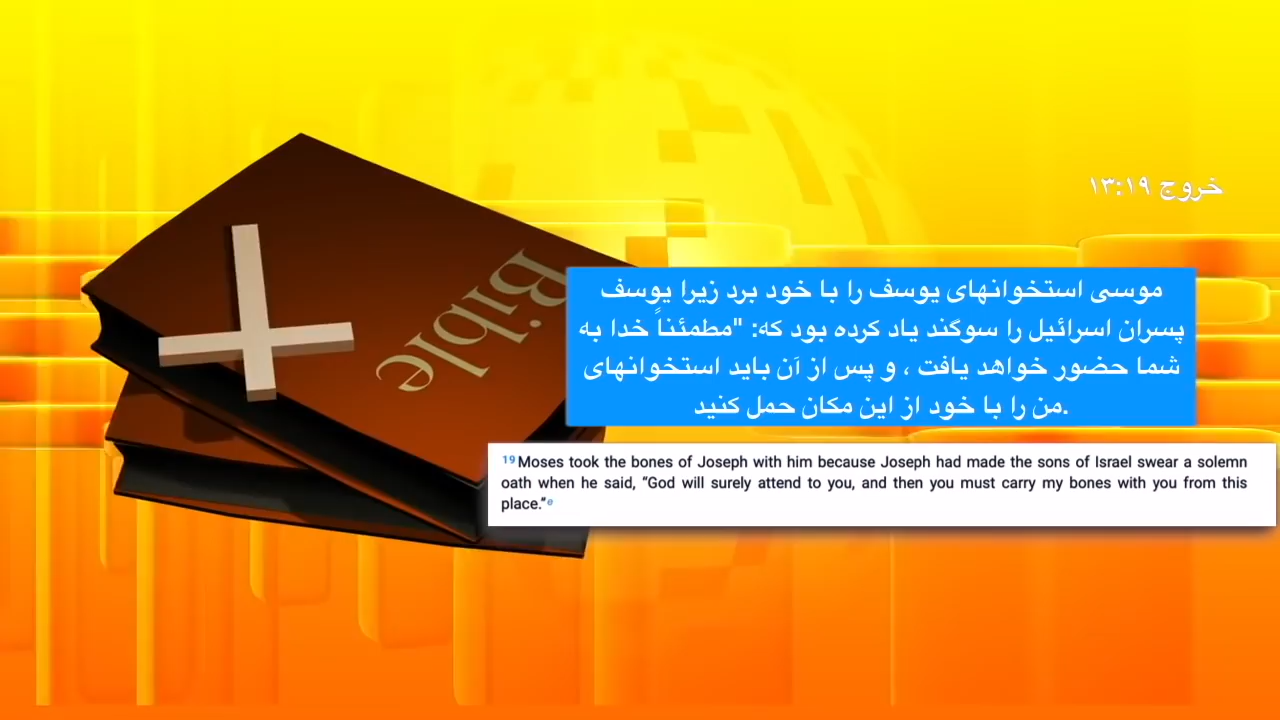 خروج ۱۳:۱۹
Bible
موسی استخوانهای یوسف را با خود برد زیرا یوسف
پسران اسرائیل را سوگند یاد کرده بود که: "مطمئناً خدا به
شما حضور خواهد یافت ، و پس از آن باید استخوانهای
من را با خود از این مکان حمل کنید.
19 Moses took the bones of Joseph with him because Joseph had made the sons of Israel swear a solemn
oath when he said, “God will surely attend to you, and then you must carry my bones with you from this
place.”e